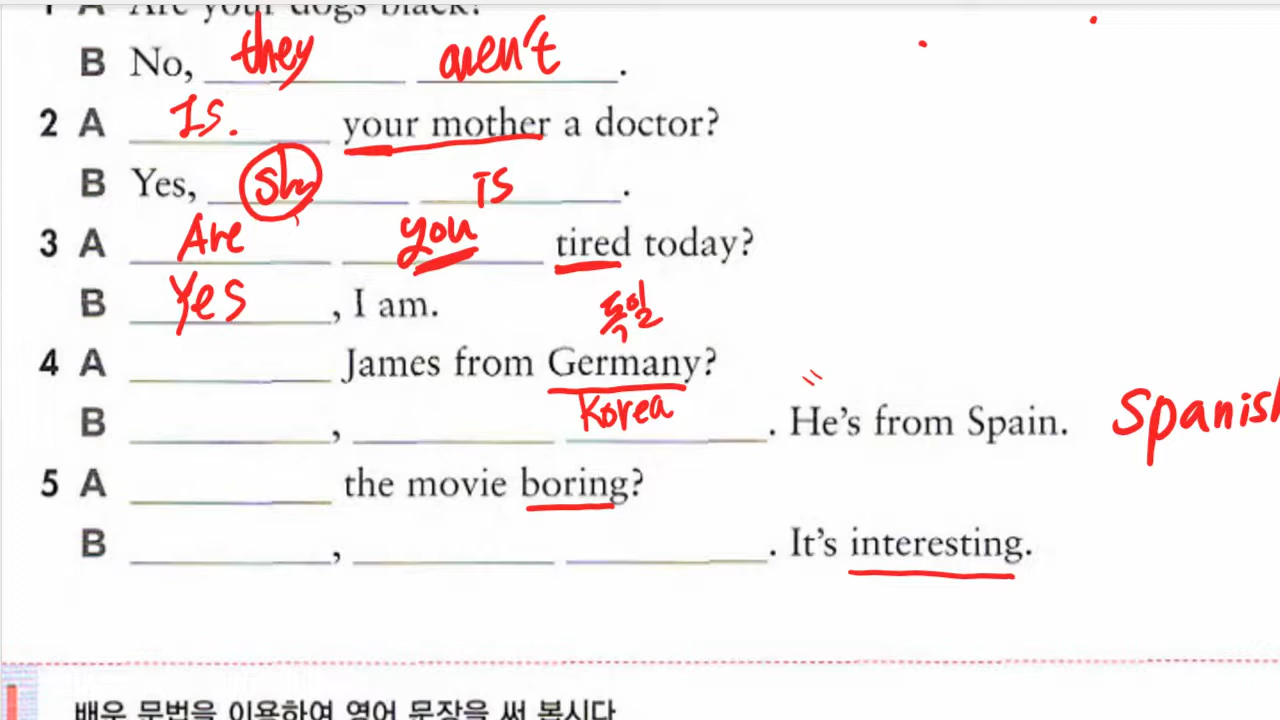 1 A Are your dogs black?
B No, they aren't.
2 A Is. your mother a doctor?
B Yes, she is.
3 A Are you tired today?
B Yes, I am.
독일
4 A James from Germany?
Korea
B , . He's from Spain. Spanish
5 A the movie boring?
B , . It's interesting.
배운 문법을 이용하여 영어 문장을 써 봅시다